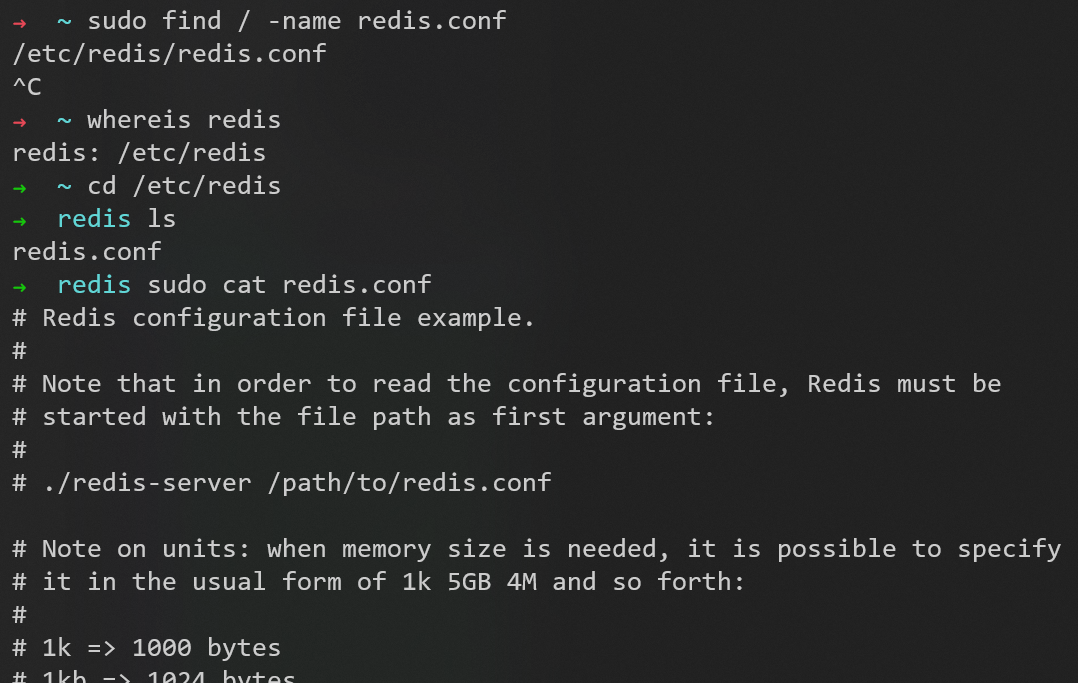 → ~ sudo find / -name redis.conf
/etc/redis/redis.conf
^C
→ ~ whereis redis
redis: /etc/redis
→ ~ cd /etc/redis
→ redis ls
redis.conf
→ redis sudo cat redis.conf
# Redis configuration file example.
#
# Note that in order to read the configuration file, Redis must be
# started with the file path as first argument:
#
# ./redis-server /path/to/redis.conf

# Note on units: when memory size is needed, it is possible to specify
# it in the usual form of 1k 5GB 4M and so forth:
#
# 1k => 1000 bytes
# 1kb => 1024 bytes